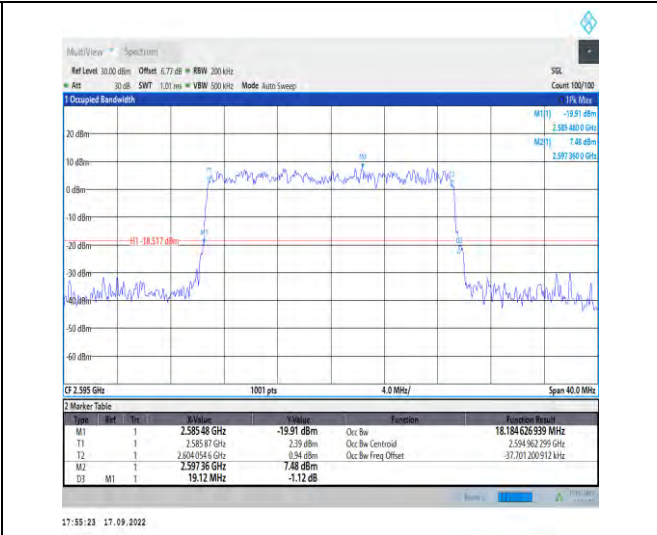 MultiView Spectrum
Ref Level 30.00 dBm Offset 6.77 dB RBW 200 kHz SGL
Att 30 dB SWT 1.01 ms VBW 500 kHz Mode Auto Sweep Count 100/100
1 Occupied Bandwidth 1Pk Max
M1[1] -19.91 dBm
2.585 480 0 GHz
M2[1] 7.48 dBm
2.597 360 0 GHz
20 dBm
10 dBm
M2
0 dBm
-10 dBm
M1
H1 -18.517 dBm
-20 dBm
-30 dBm
-40 dBm
-50 dBm
-60 dBm
CF 2.595 GHz 1001 pts 4.0 MHz/ Span 40.0 MHz
2 Marker Table
Type Ref Trc X-Value Y-Value Function Function Result
M1 1 2.585 48 GHz -19.91 dBm Occ Bw 18.184 626 939 MHz
T1 1 2.585 87 GHz 2.39 dBm Occ Bw Centroid 2.594 962 299 GHz
T2 1 2.604 054 6 GHz 0.94 dBm Occ Bw Freq Offset -37.701 200 912 kHz
M2 1 2.597 36 GHz 7.48 dBm
D3 M1 1 19.12 MHz -1.12 dB
17:55:23 17.09.2022